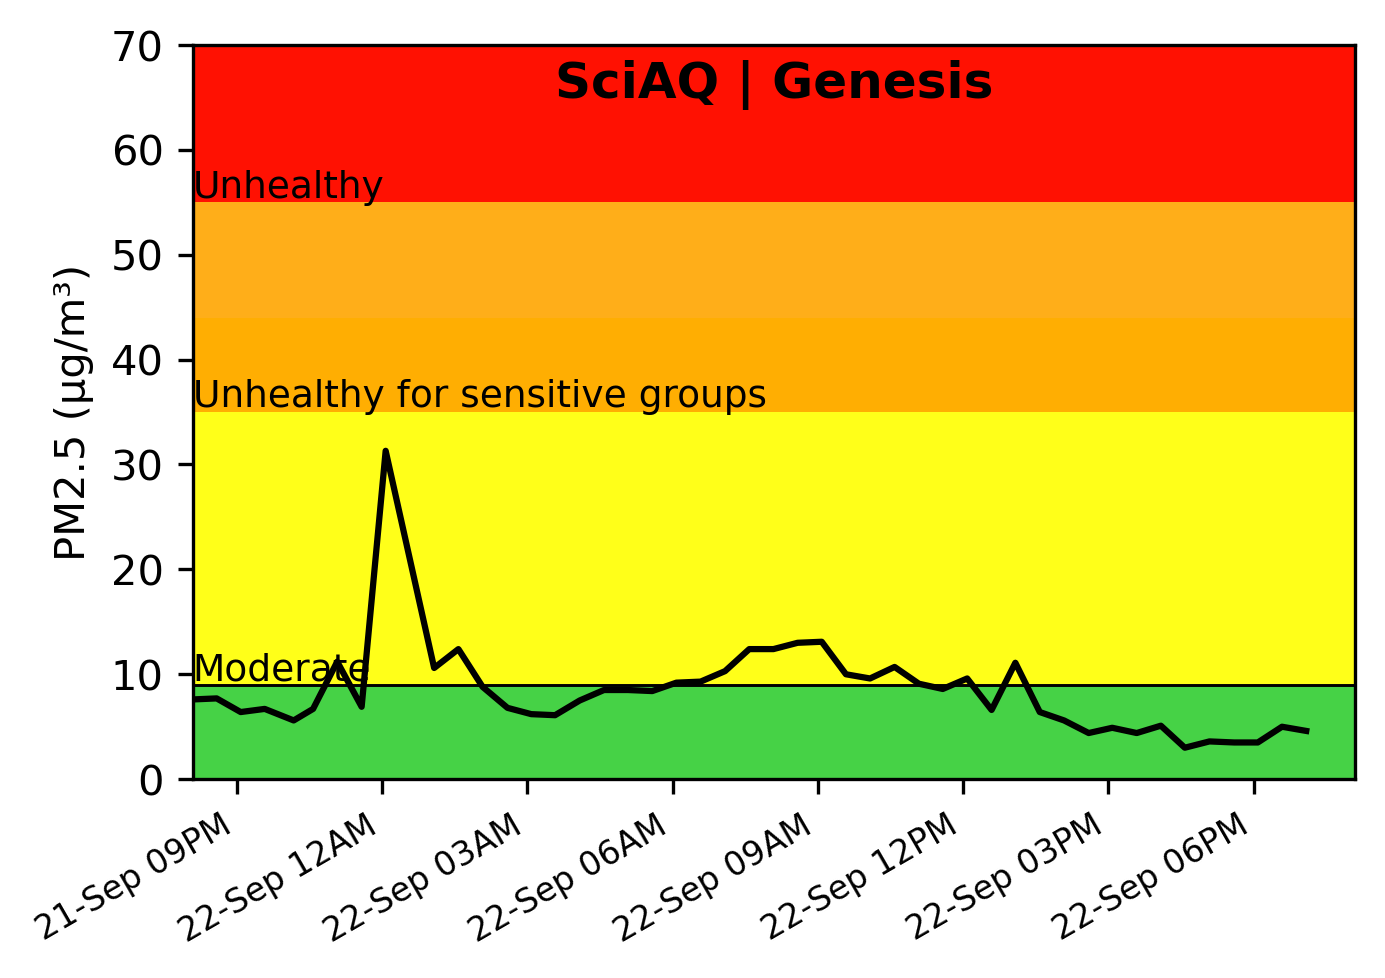 SciAQ | Genesis
70
60
50
40
30
20
10
0
PM2.5 (μg/m³)
Unhealthy
Unhealthy for sensitive groups
Moderate
21-Sep 09PM
22-Sep 12AM
22-Sep 03AM
22-Sep 06AM
22-Sep 09AM
22-Sep 12PM
22-Sep 03PM
22-Sep 06PM